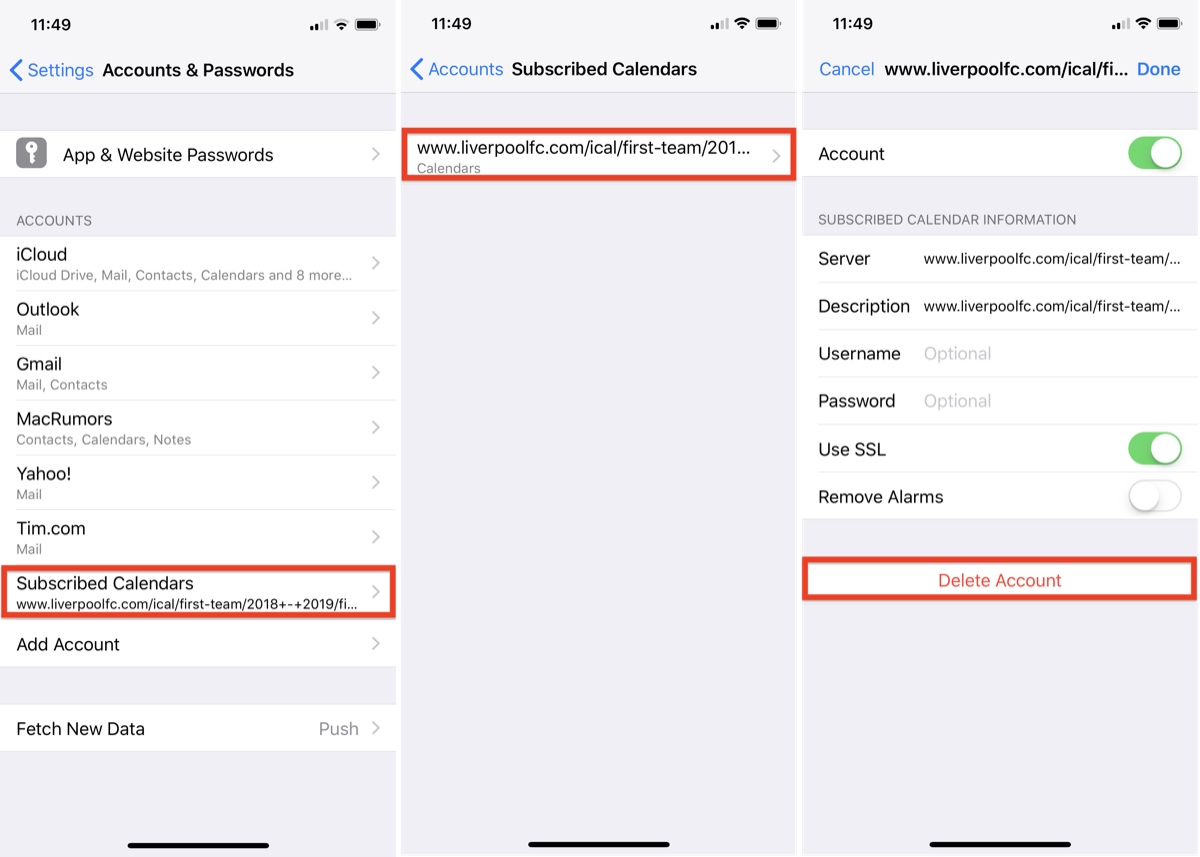 11:49
Settings Accounts & Passwords
App & Website Passwords
ACCOUNTS
iCloud
iCloud Drive, Mail, Contacts, Calendars and 8 more...
Outlook
Mail
Gmail
Mail, Contacts
MacRumors
Contacts, Calendars, Notes
Yahoo!
Mail
Tim.com
Mail
Subscribed Calendars
www.liverpoolfc.com/ical/first-team/2018+-+2019/fi...
Add Account
Fetch New Data Push
11:49
Accounts Subscribed Calendars
www.liverpoolfc.com/ical/first-team/201...
Calendars
11:49
Cancel www.liverpoolfc.com/ical/fi... Done
Account
SUBSCRIBED CALENDAR INFORMATION
Server www.liverpoolfc.com/ical/first-team/...
Description www.liverpoolfc.com/ical/first-team/...
Username Optional
Password Optional
Use SSL
Remove Alarms
Delete Account